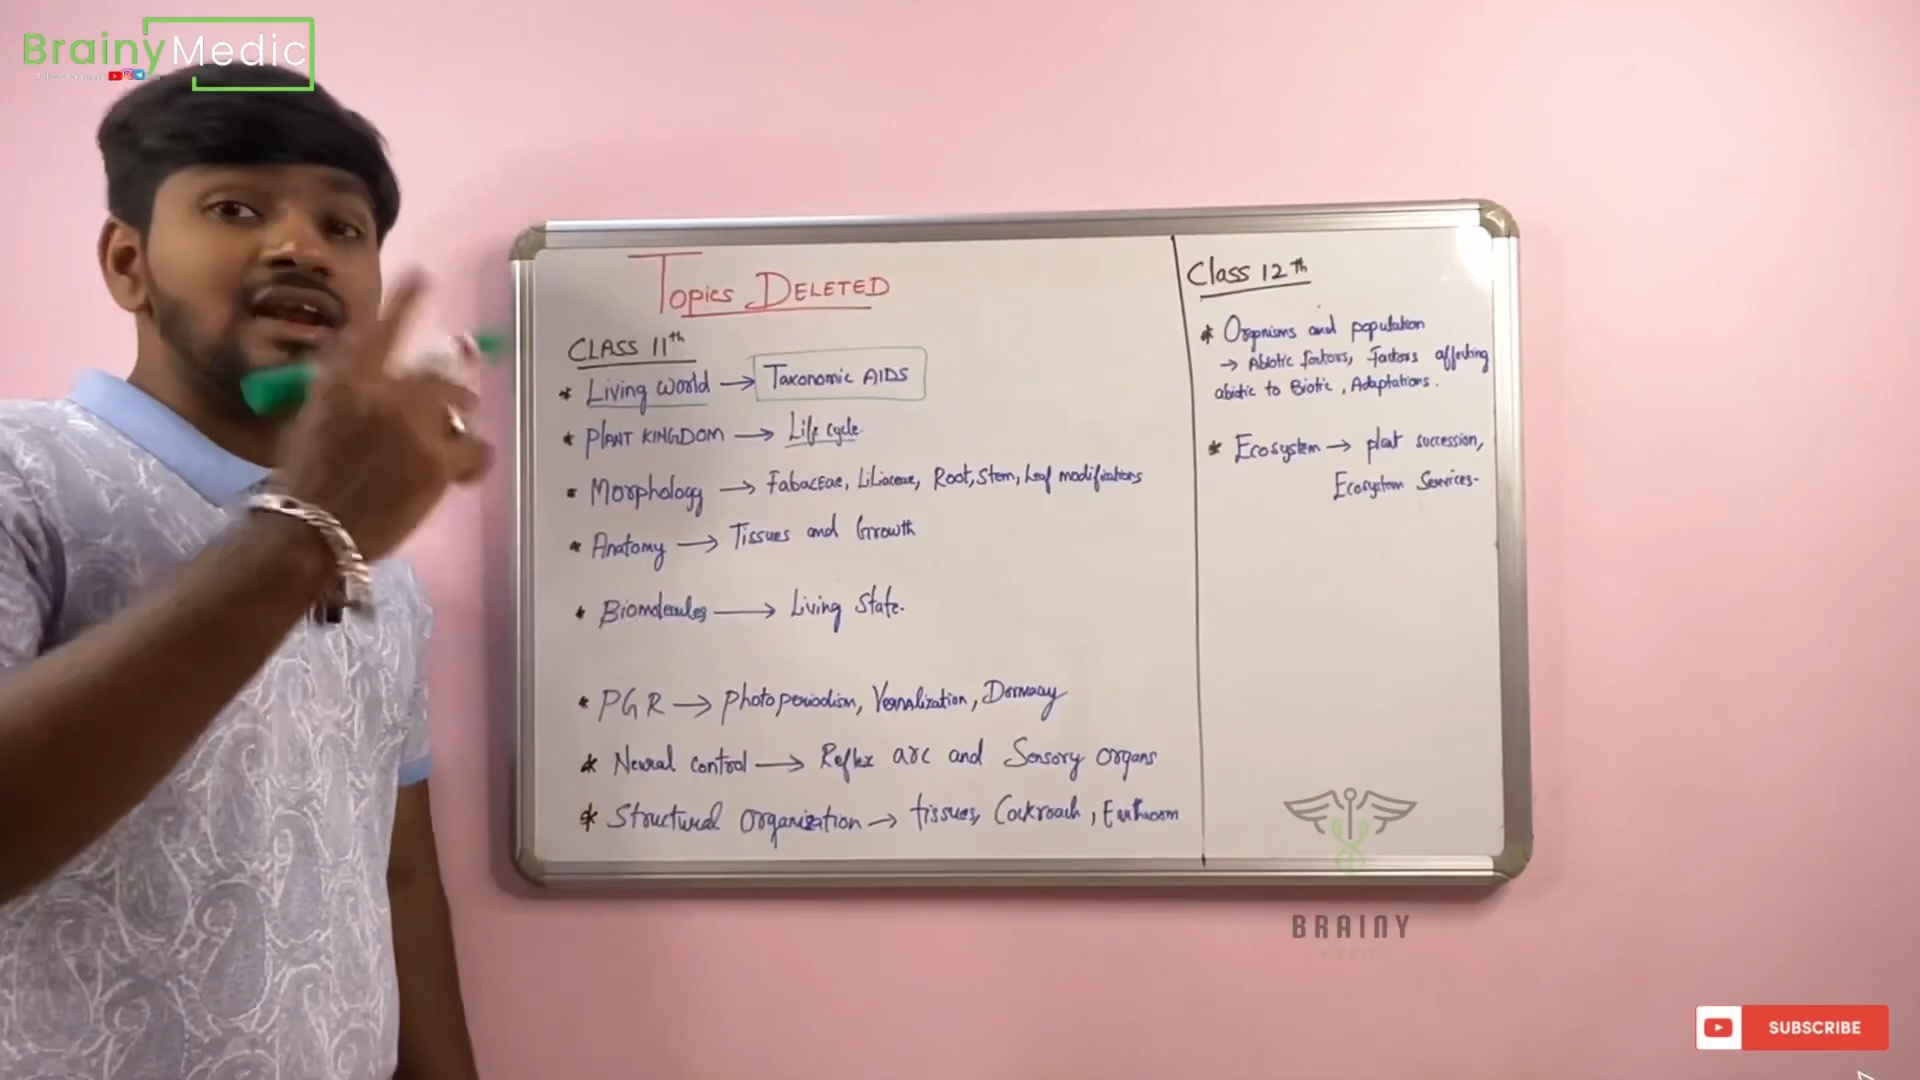 BrainyMedic
TOPICS DELETED
CLASS 11th
* Living world → Taxonomic AIDS
* PLANT KINGDOM → Life cycle.
* Morphology → Fabaceae, Liliaceae, Root, Stem, Leaf modifications
* Anatomy → Tissues and Growth
* Biomolecules → Living State.
* PGR → photoperiodism, Vernalization, Dormacy
* Neural control → Reflex arc and Sensory organs
* Structural organization → tissues, Cockroach, Earthworm
Class 12th
* Organisms and population
→ Abiotic factors, Factors affecting
abiotic to Biotic, Adaptations.
* Ecosystem → plant succession,
Ecosystem Services-
BRAINY
MEDIC
SUBSCRIBE